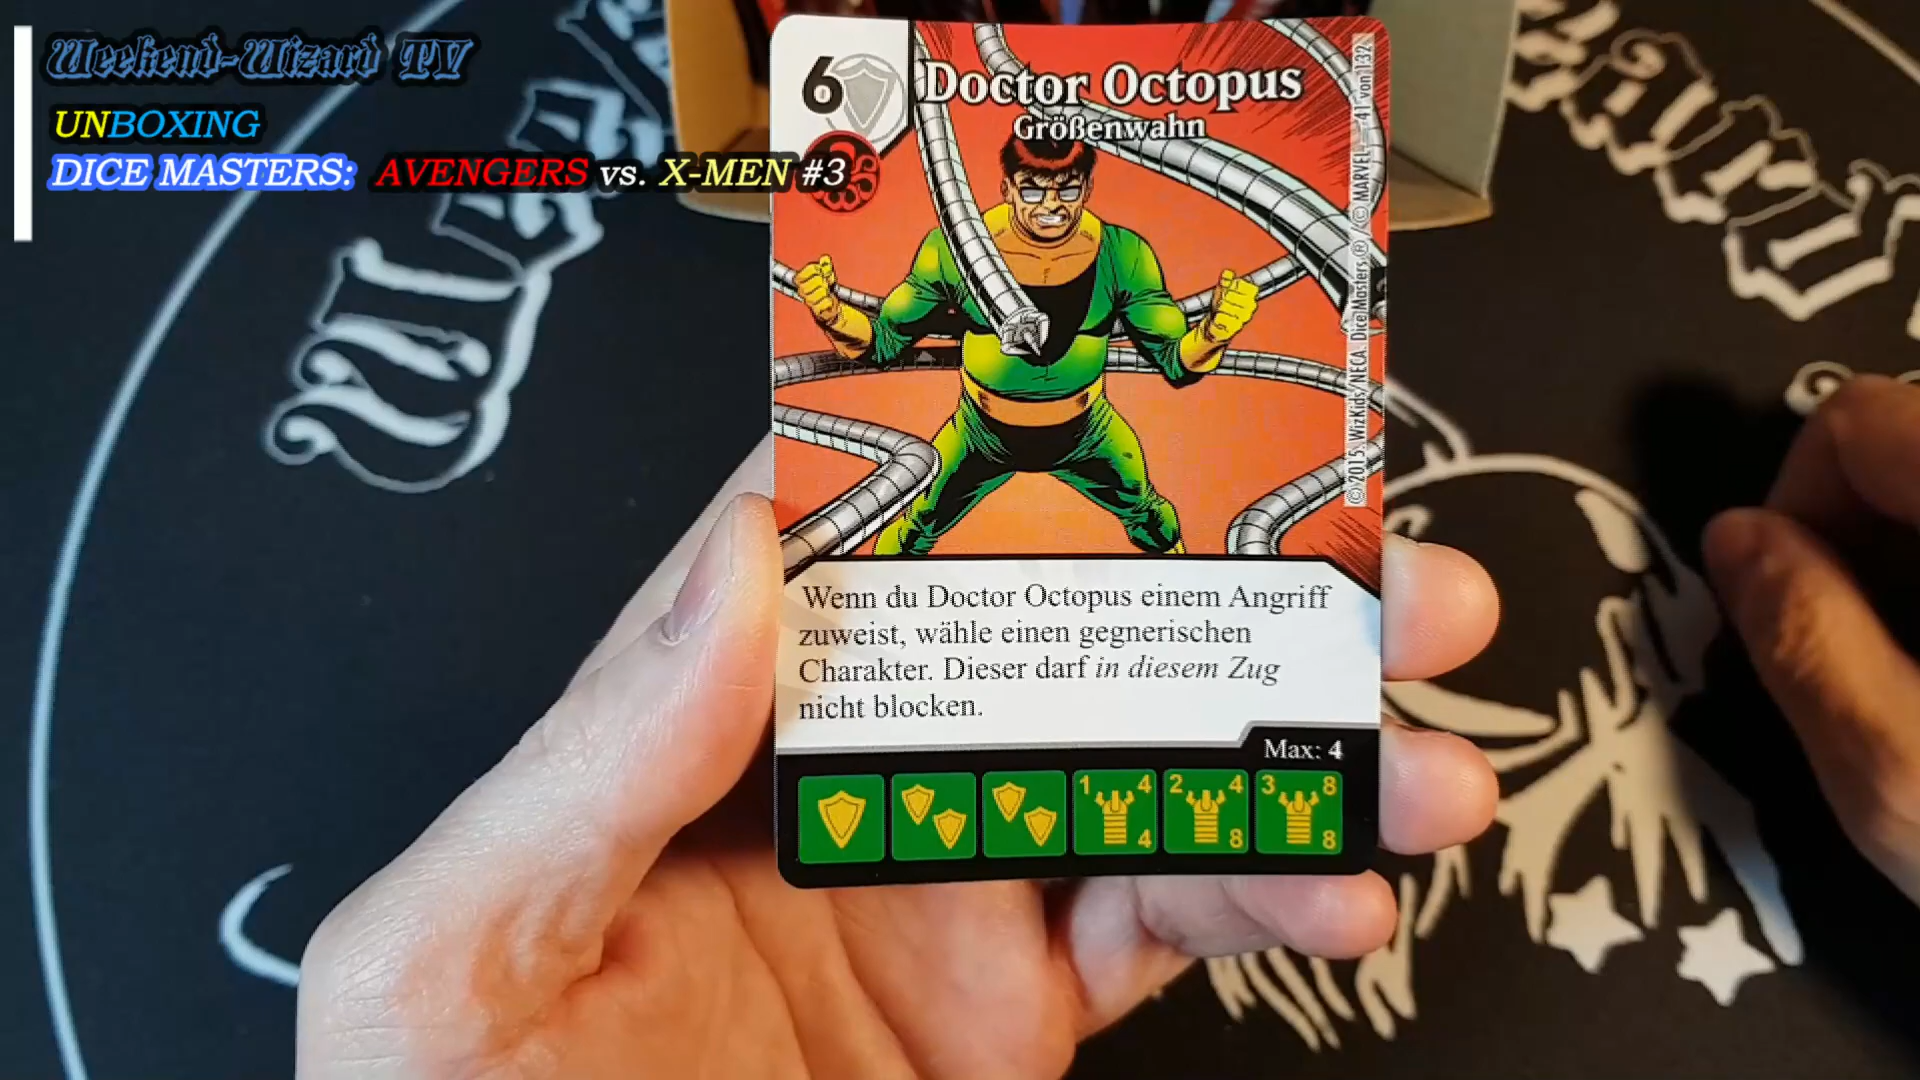 Weekend-Wizard TV
UNBOXING
DICE MASTERS: AVENGERS vs. X-MEN #3
6
Doctor Octopus
Größenwahn
© 2015. WizKids/NECA. Dice Masters® / © MARVEL — 41 von 132
Wenn du Doctor Octopus einem Angriff
zuweist, wähle einen gegnerischen
Charakter. Dieser darf in diesem Zug
nicht blocken.
Max: 4
1 4 2 4 3 8
4 8 8